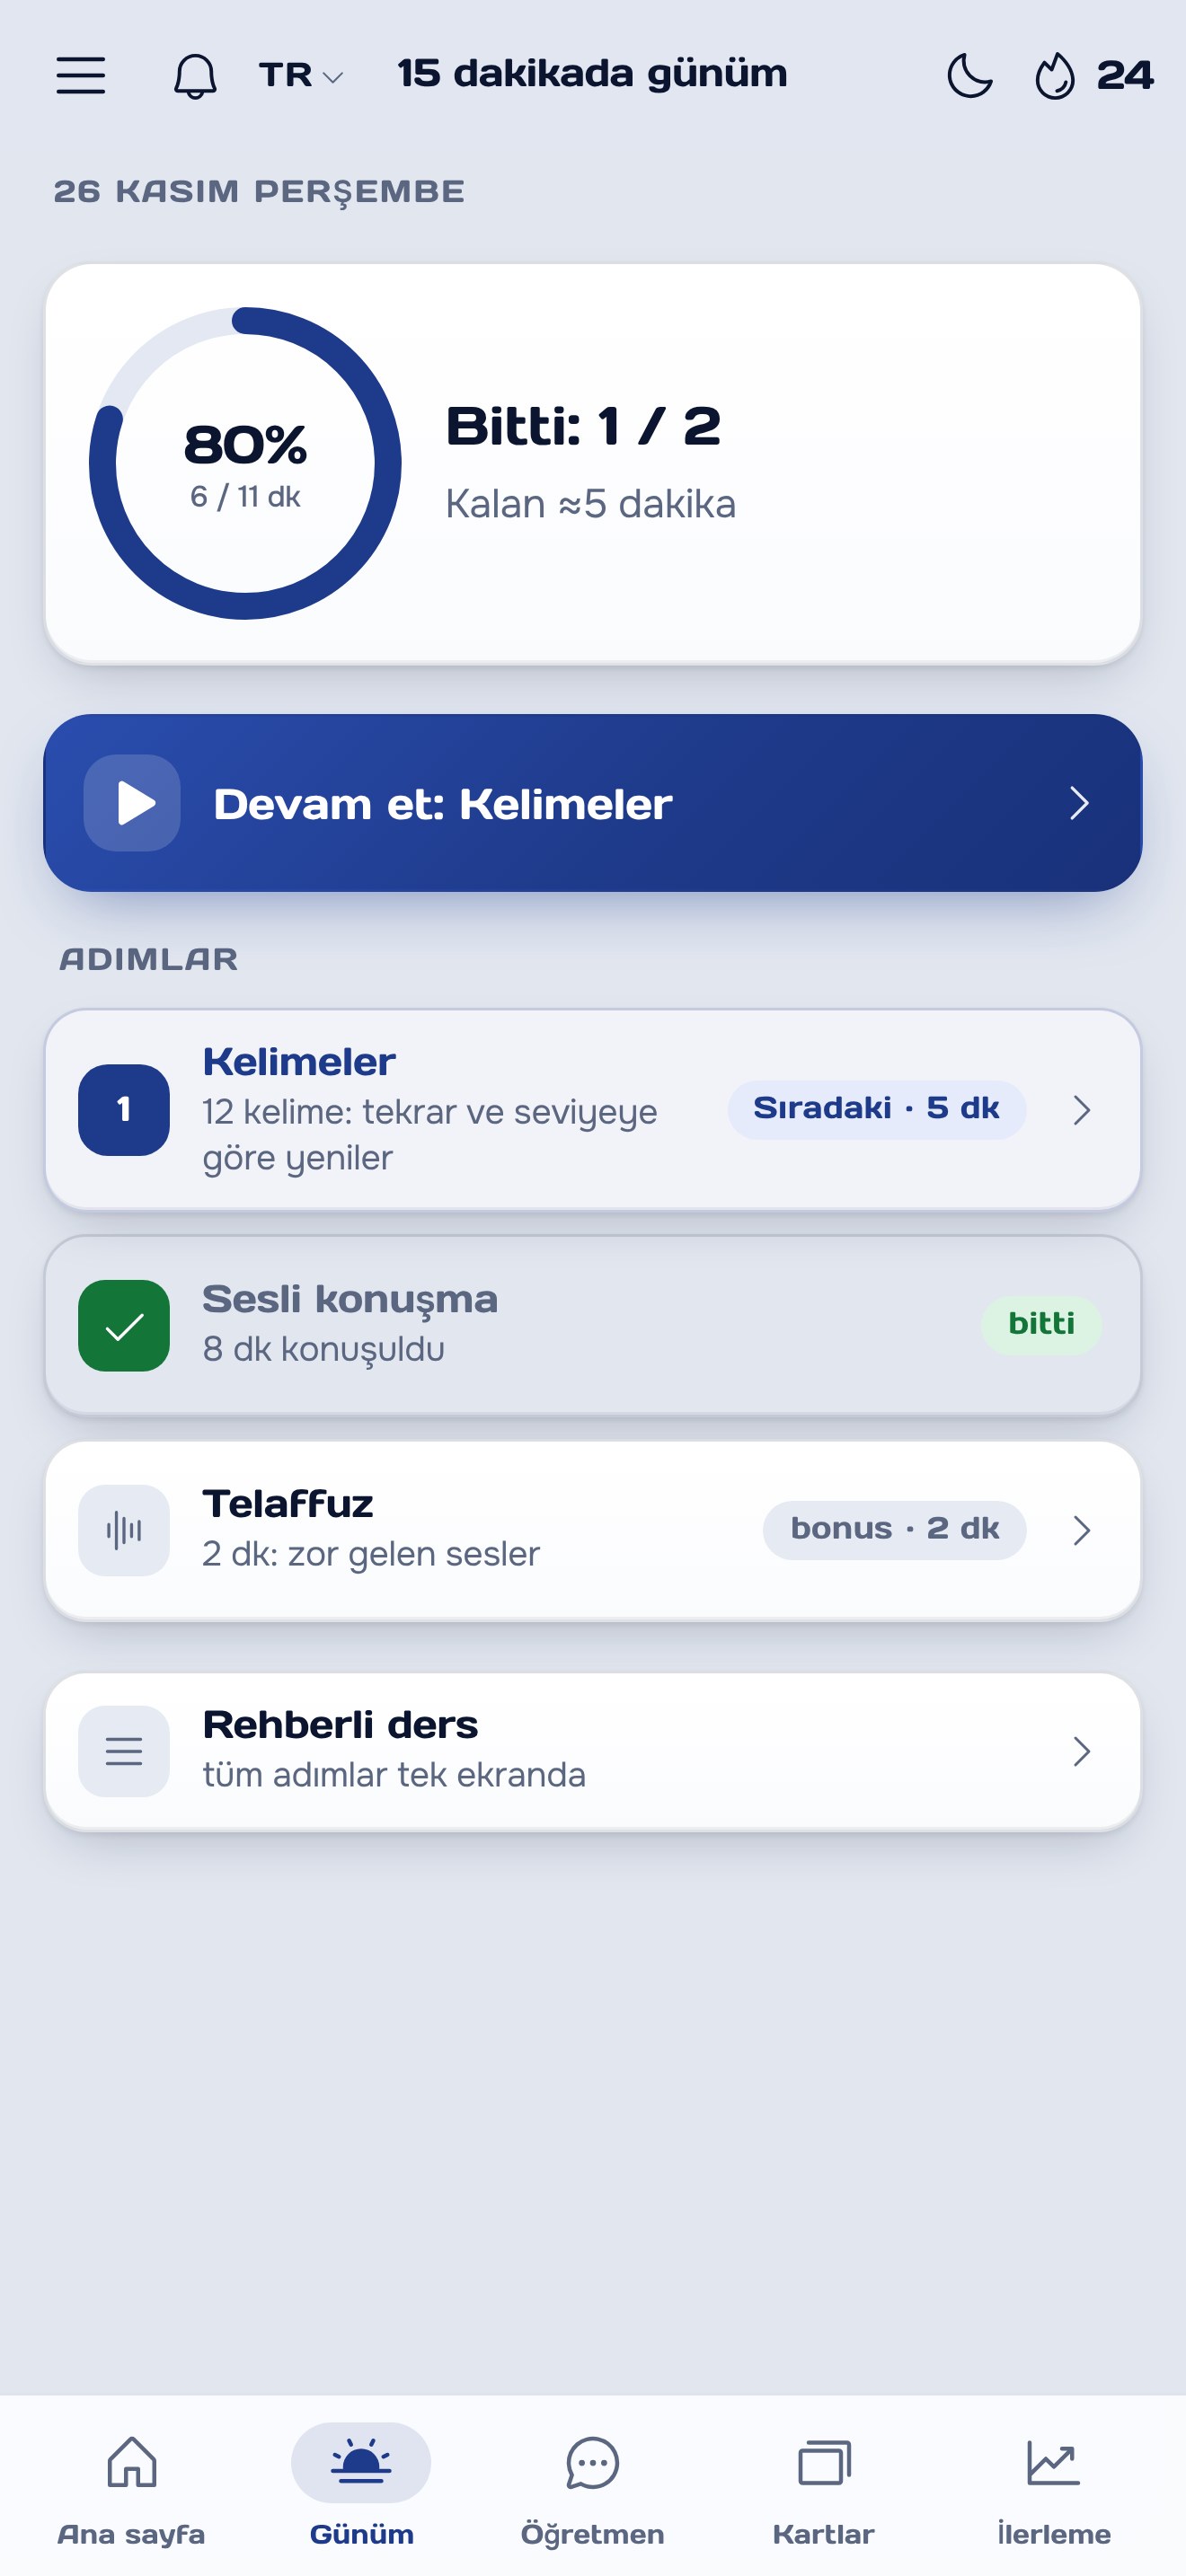 TR
15 dakikada günüm
24
26 KASIM PERŞEMBE
80%
6 / 11 dk
Bitti: 1 / 2
Kalan ≈5 dakika
Devam et: Kelimeler
ADIMLAR
1
Kelimeler
12 kelime: tekrar ve seviyeye
göre yeniler
Sıradaki · 5 dk
Sesli konuşma
8 dk konuşuldu
bitti
Telaffuz
2 dk: zor gelen sesler
bonus · 2 dk
Rehberli ders
tüm adımlar tek ekranda
Ana sayfa
Günüm
Öğretmen
Kartlar
İlerleme